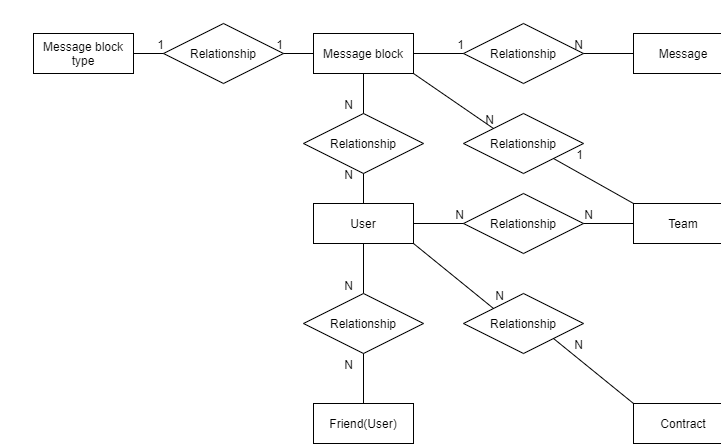 Message block
type
1
Relationship
1
Message block
1
Relationship
N
Message
N
Relationship
N
N
Relationship
1
User
N
Relationship
N
Team
N
Relationship
N
N
Relationship
N
Friend(User)
Contract